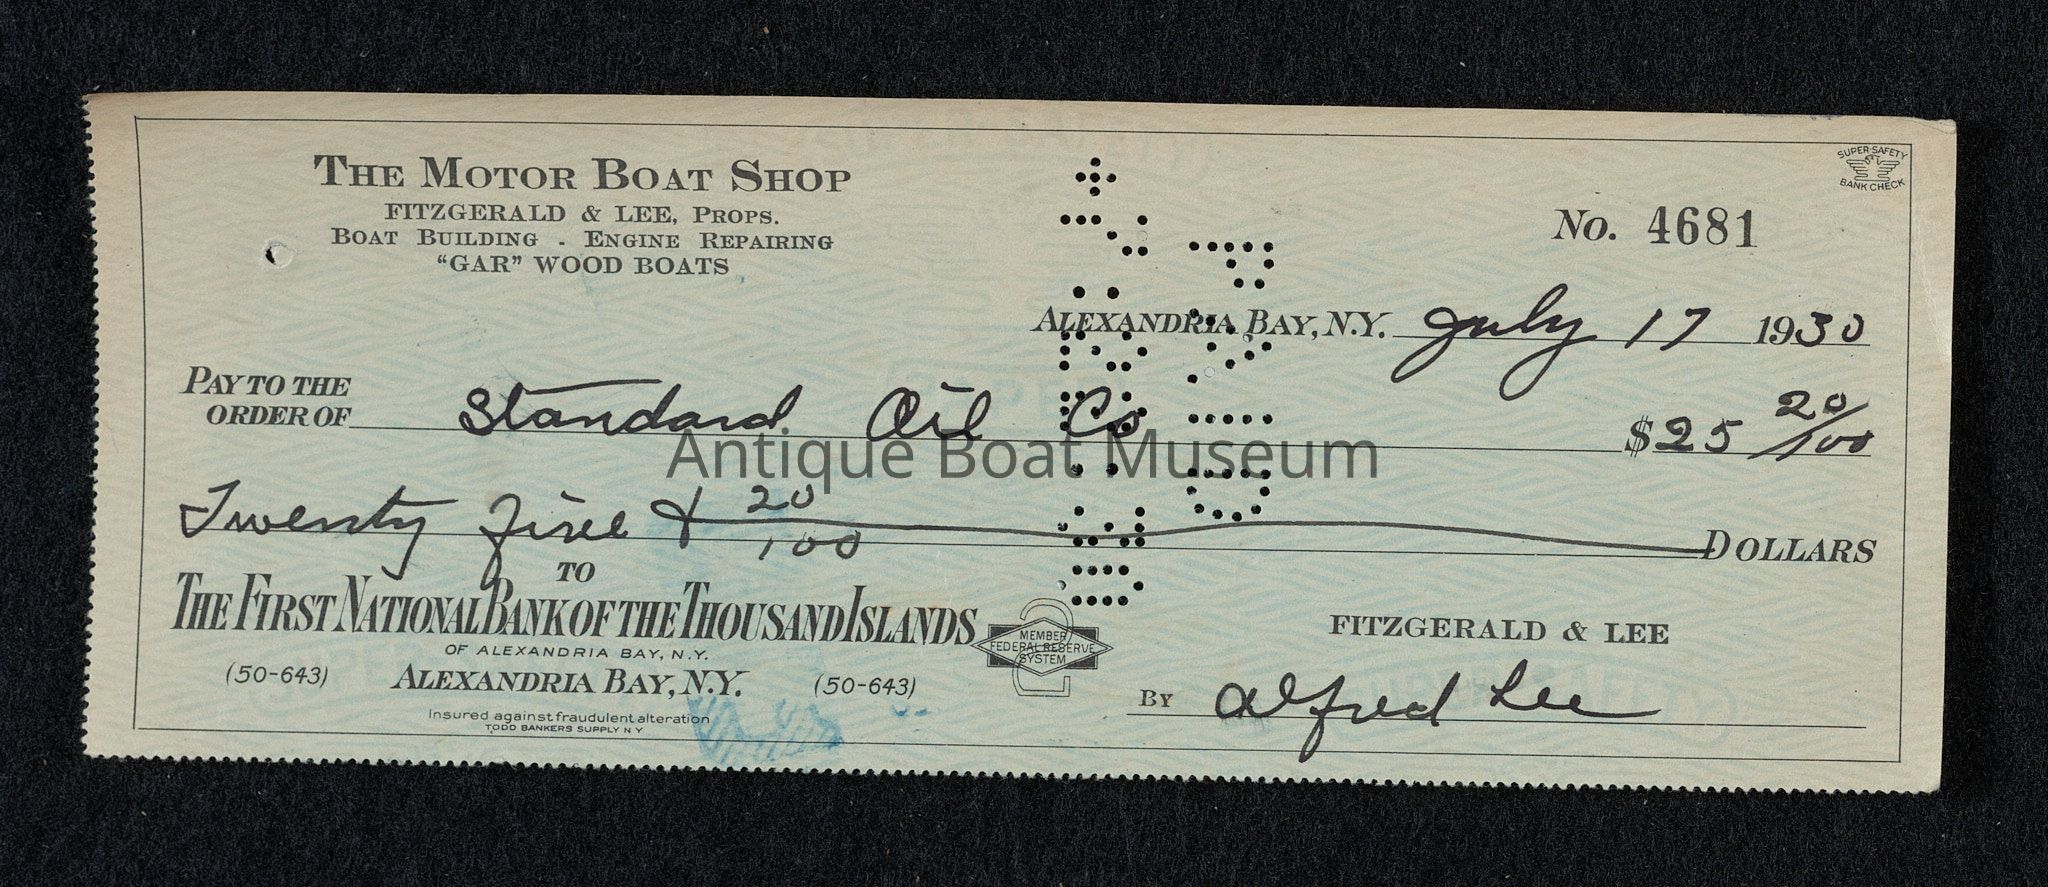 THE MOTOR BOAT SHOP
FITZGERALD & LEE, PROPS.
BOAT BUILDING - ENGINE REPAIRING
"GAR" WOOD BOATS
SUPER SAFETY
BANK CHECK
No. 4681
ALEXANDRIA BAY, N.Y. July 17 1930
PAY TO THE
ORDER OF Standard Oil Co $25 20/100
Antique Boat Museum
Twenty five & 20/100 DOLLARS
TO
THE FIRST NATIONAL BANK OF THE THOUSAND ISLANDS
OF ALEXANDRIA BAY, N.Y.
(50-643) ALEXANDRIA BAY, N.Y. (50-643)
MEMBER
FEDERAL RESERVE
SYSTEM
FITZGERALD & LEE
BY Alfred Lee
Insured against fraudulent alteration
TODD BANKERS SUPPLY N Y